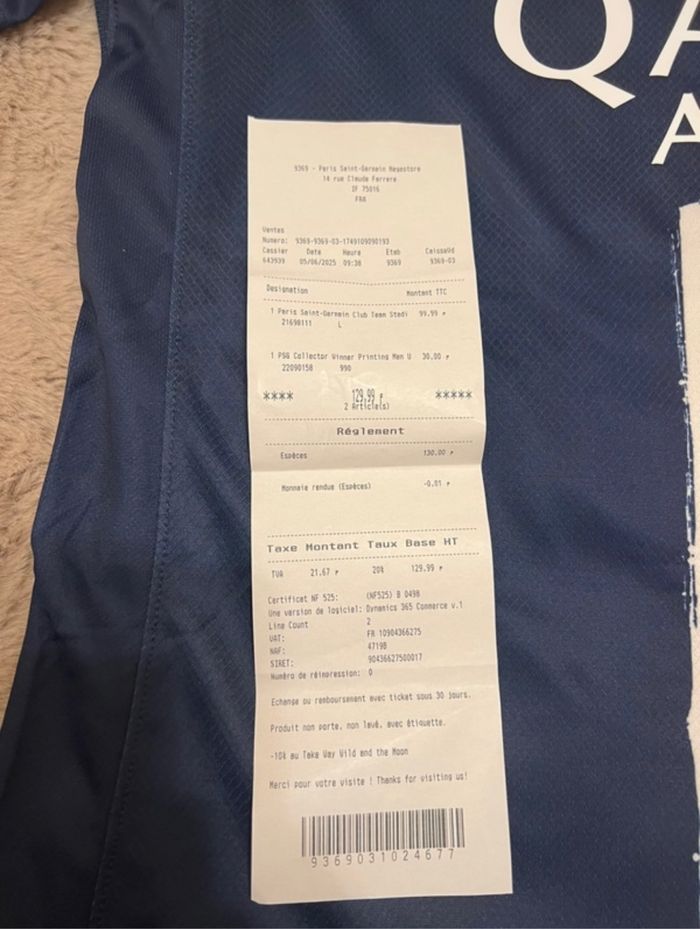 QA
A
9369 - Paris Saint-Germain Megastore
14 rue Claude Farrere
IF 75016
FRA
Ventes
Numero: 9369-9369-03-1749109090193
Caissier Date Heure Etab CaisseVd
643939 05/06/2025 09:38 9369 9369-03
Designation Montant TTC
1 Paris Saint-Germain Club Team Stadi 99.99 €
21698111 L
1 PSG Collector Winner Printing Men U 30.00 €
22090158 990
**** 129,99 € *****
2 Article(s)
Réglement
Espèces 130.00 €
Monnaie rendue (Espèces) -0.01 €
Taxe Montant Taux Base HT
TVA 21.67 € 20% 129.99 €
Certificat NF 525: (NF525) B 0498
Une version de logiciel: Dynamics 365 Commerce v.1
Line Count 2
VAT: FR 10904366275
NAF: 4719B
SIRET: 90436627500017
Numéro de réimpression: 0
Echange ou remboursement avec ticket sous 30 jours.
Produit non porté, non lavé, avec étiquette.
-10% au Take Way Wild and the Moon
Merci pour votre visite ! Thanks for visiting us!
9369031024677